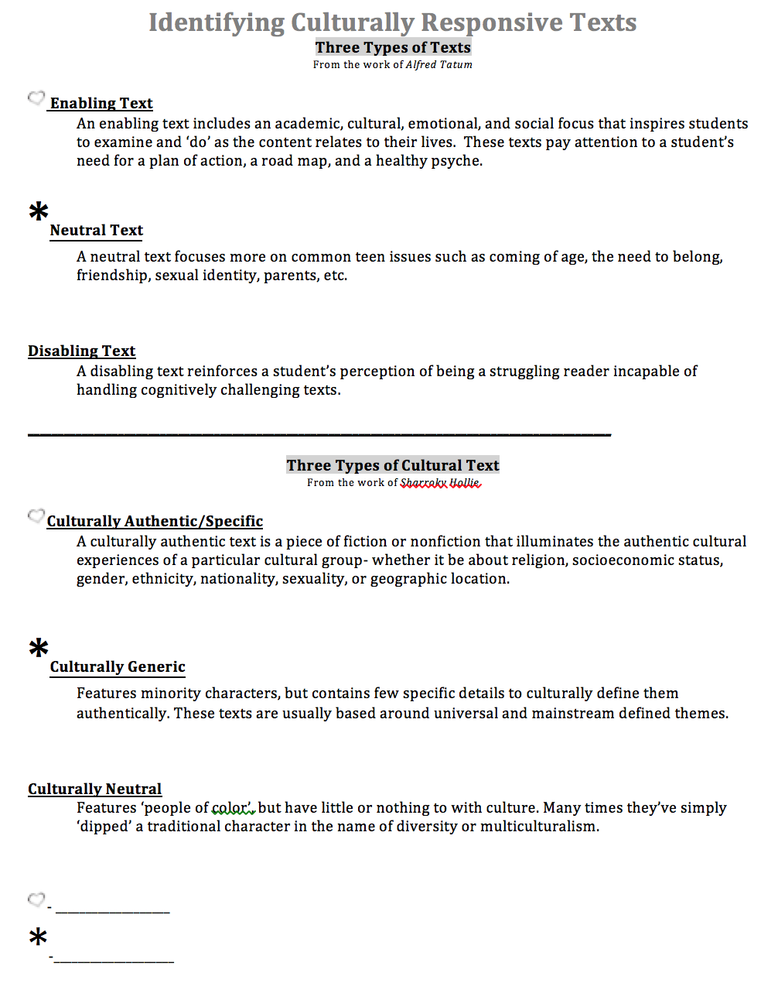 Identifying Culturally Responsive Texts
Three Types of Texts
From the work of Alfred Tatum
Enabling Text
An enabling text includes an academic, cultural, emotional, and social focus that inspires students
to examine and ‘do’ as the content relates to their lives.  These texts pay attention to a student’s
need for a plan of action, a road map, and a healthy psyche.
*
Neutral Text
A neutral text focuses more on common teen issues such as coming of age, the need to belong,
friendship, sexual identity, parents, etc.
Disabling Text
A disabling text reinforces a student’s perception of being a struggling reader incapable of
handling cognitively challenging texts.
Three Types of Cultural Text
From the work of Sharroky Hollie
Culturally Authentic/Specific
A culturally authentic text is a piece of fiction or nonfiction that illuminates the authentic cultural
experiences of a particular cultural group- whether it be about religion, socioeconomic status,
gender, ethnicity, nationality, sexuality, or geographic location.
*
Culturally Generic
Features minority characters, but contains few specific details to culturally define them
authentically. These texts are usually based around universal and mainstream defined themes.
Culturally Neutral
Features ‘people of color’, but have little or nothing to with culture. Many times they’ve simply
‘dipped’ a traditional character in the name of diversity or multiculturalism.
- _______________
*
-________________